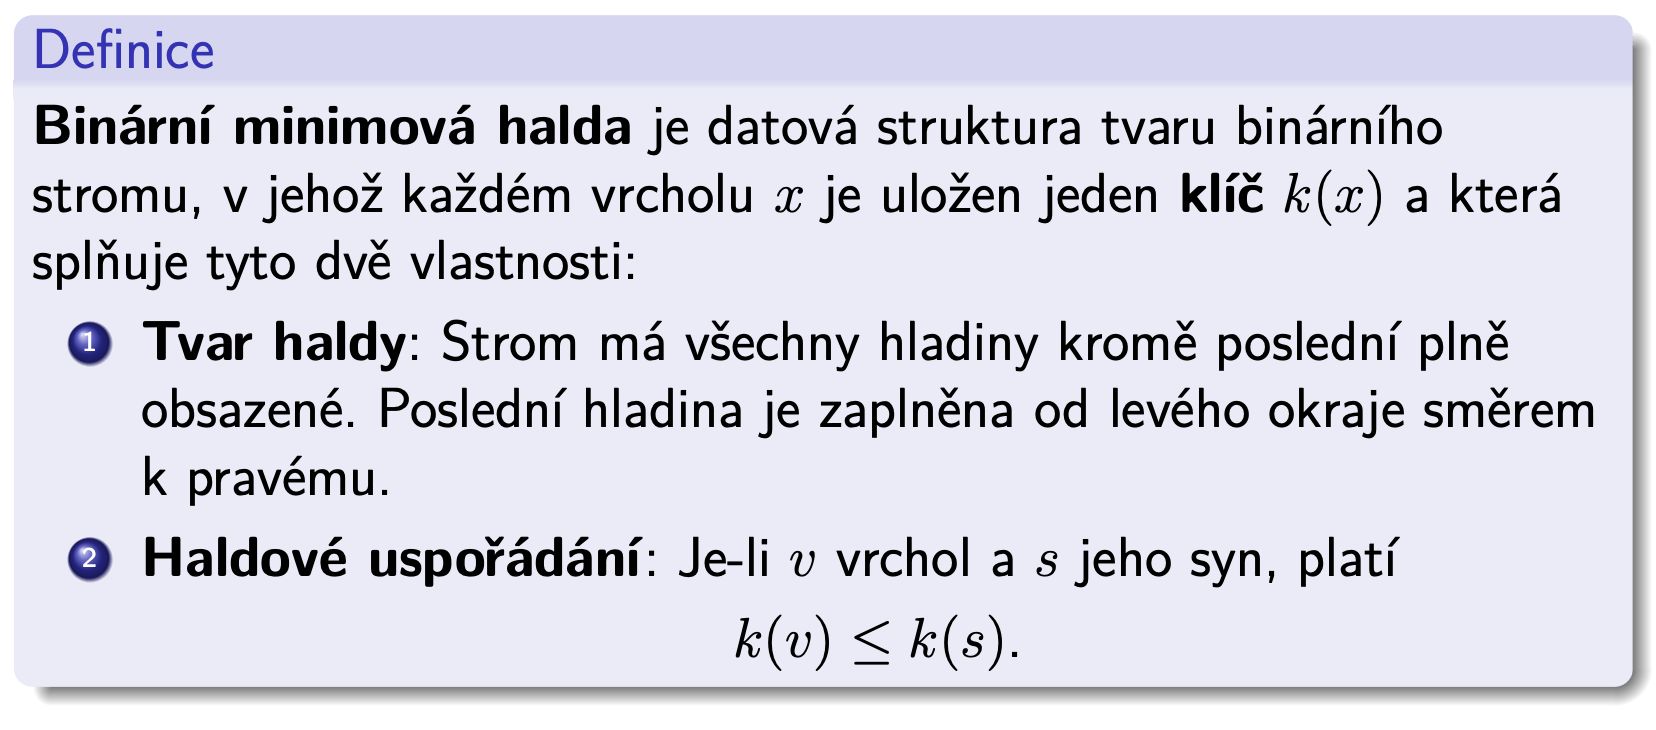 Definice
Binární minimová halda je datová struktura tvaru binárního
stromu, v jehož každém vrcholu x je uložen jeden klíč k(x) a která
splňuje tyto dvě vlastnosti:
1 Tvar haldy: Strom má všechny hladiny kromě poslední plně
obsazené. Poslední hladina je zaplněna od levého okraje směrem
k pravému.
2 Haldové uspořádání: Je-li v vrchol a s jeho syn, platí
k(v) ≤ k(s).